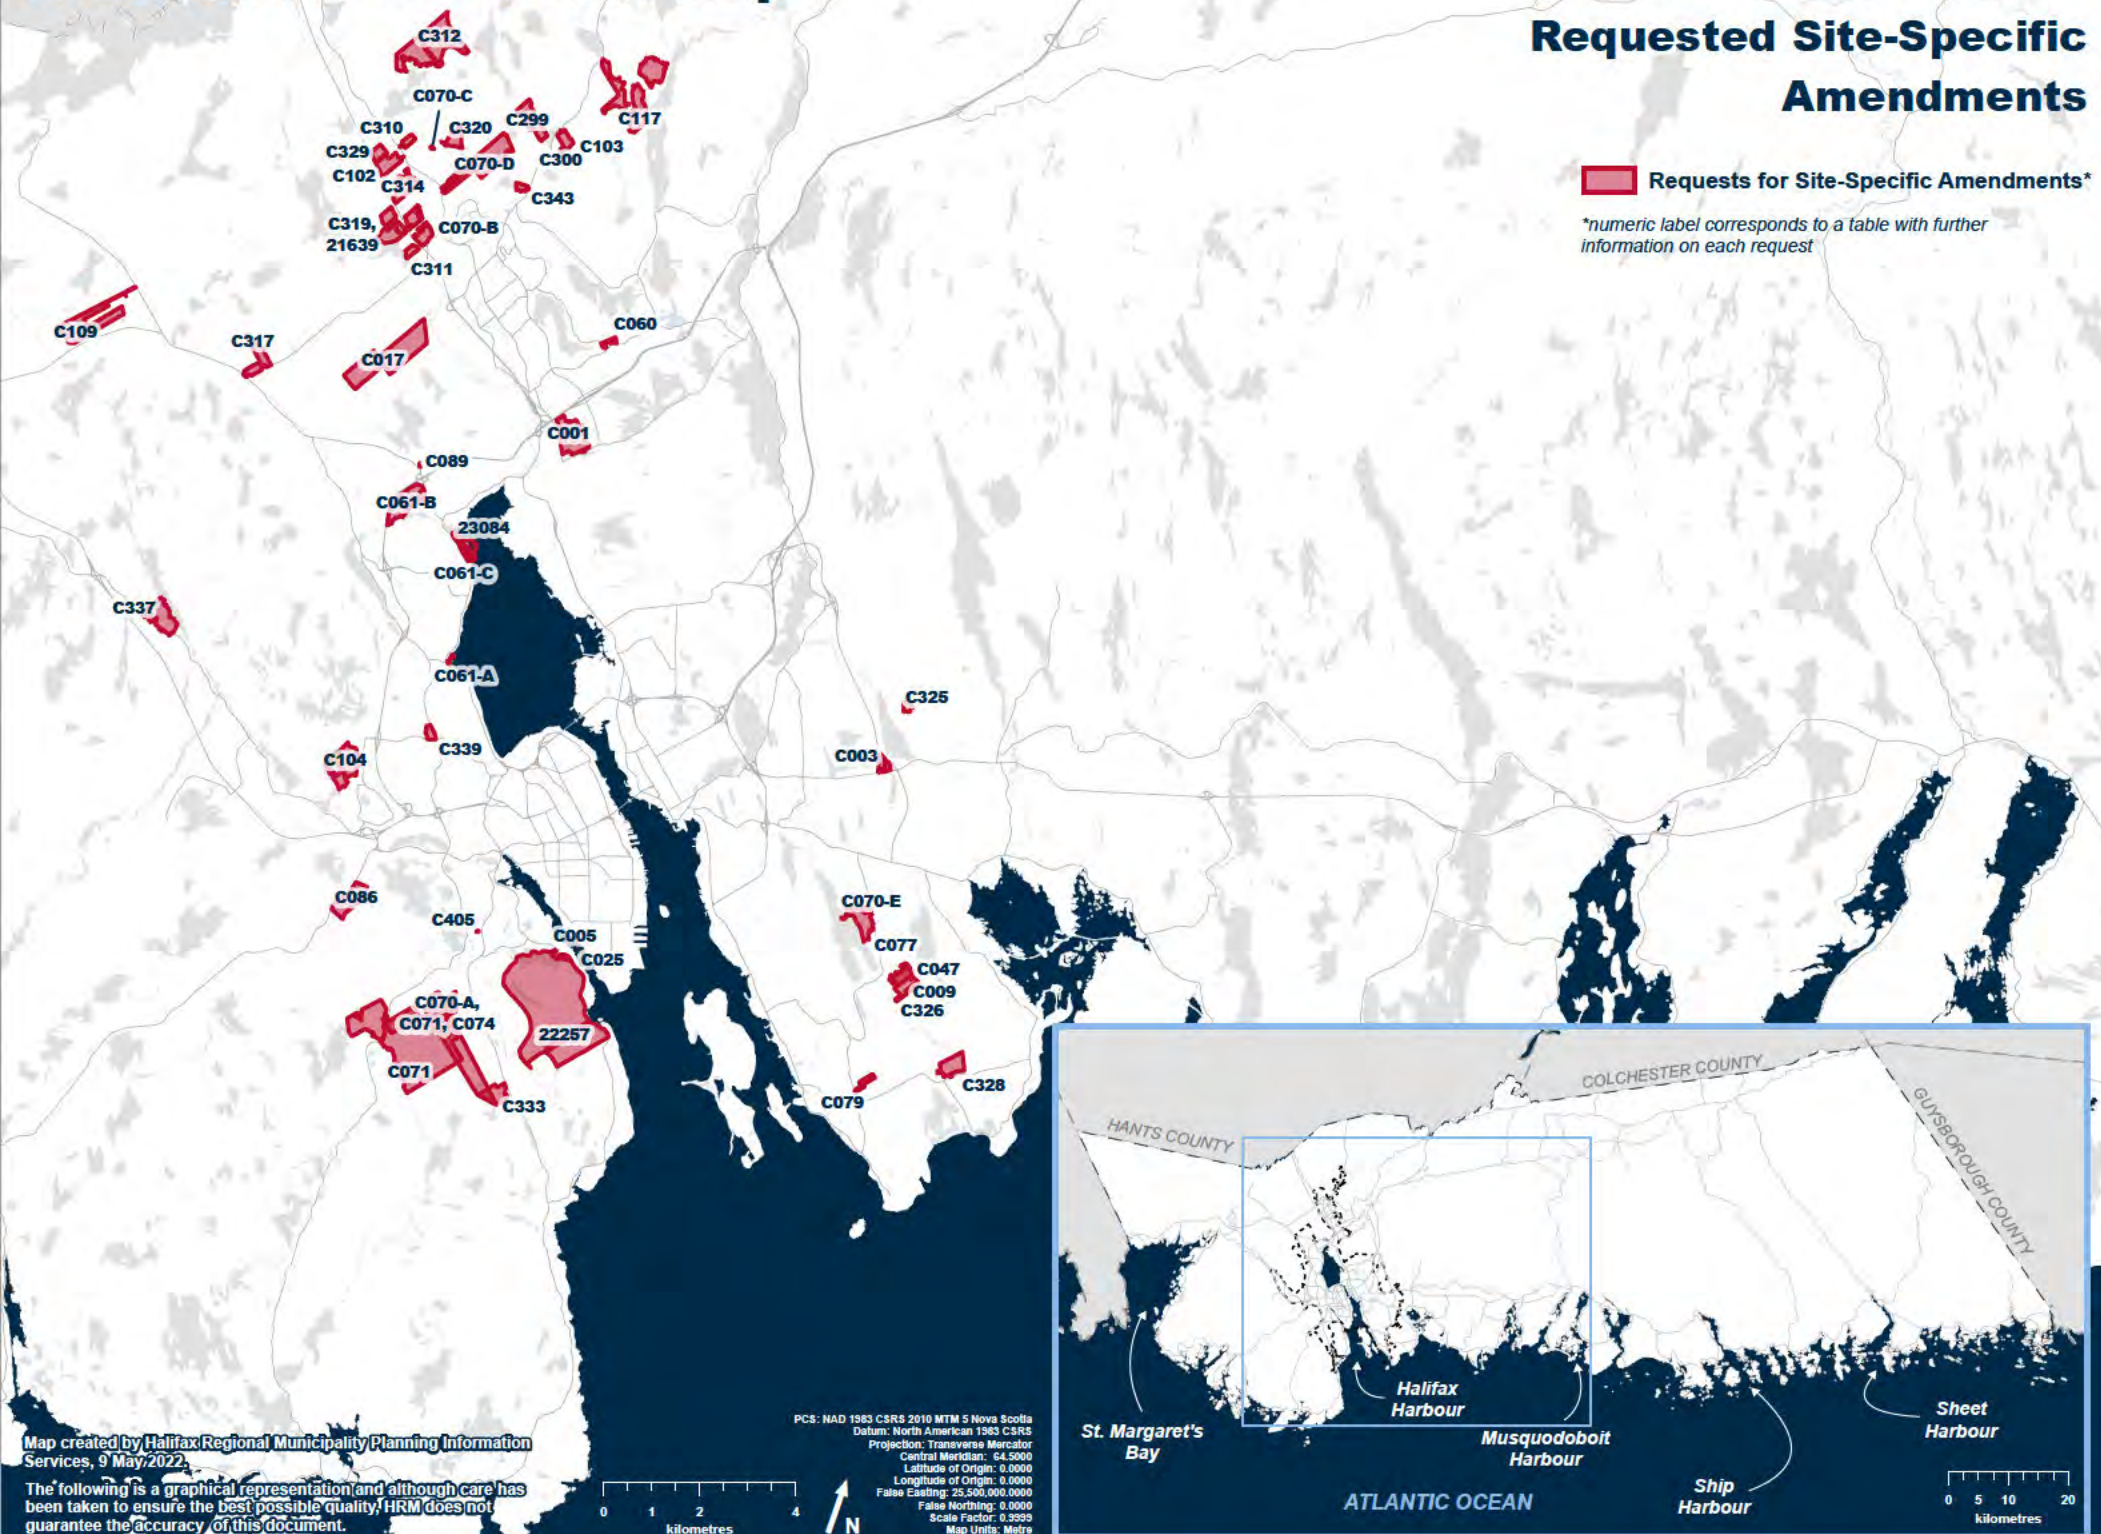 Requested Site-Specific
Amendments
Requests for Site-Specific Amendments*
*numeric label corresponds to a table with further
information on each request
C312
C070-C
C310
C320
C299
C117
C329
C103
C102
C070-D
C300
C314
C343
C319,
21639
C070-B
C311
C109
C317
C017
C060
C001
C089
C061-B
23084
C061-C
C337
C061-A
C325
C339
C003
C104
C086
C405
C070-E
C005
C025
C077
C047
C009
C326
C070-A,
C071, C074
22257
C071
C333
C079
C328
COLCHESTER COUNTY
HANTS COUNTY
GUYSBOROUGH COUNTY
Halifax
Harbour
St. Margaret's
Bay
Musquodoboit
Harbour
Sheet
Harbour
Ship
Harbour
ATLANTIC OCEAN
0 5 10 20
kilometres
Map created by Halifax Regional Municipality Planning Information
Services, 9 May 2022.
The following is a graphical representation and although care has
been taken to ensure the best possible quality, HRM does not
guarantee the accuracy of this document.
0 1 2 4
kilometres
N
PCS: NAD 1983 CSRS 2010 MTM 5 Nova Scotia
Datum: North American 1983 CSRS
Projection: Transverse Mercator
Central Meridian: 64.5000
Latitude of Origin: 0.0000
Longitude of Origin: 0.0000
False Easting: 25,500,000.0000
False Northing: 0.0000
Scale Factor: 0.9999
Map Units: Metre